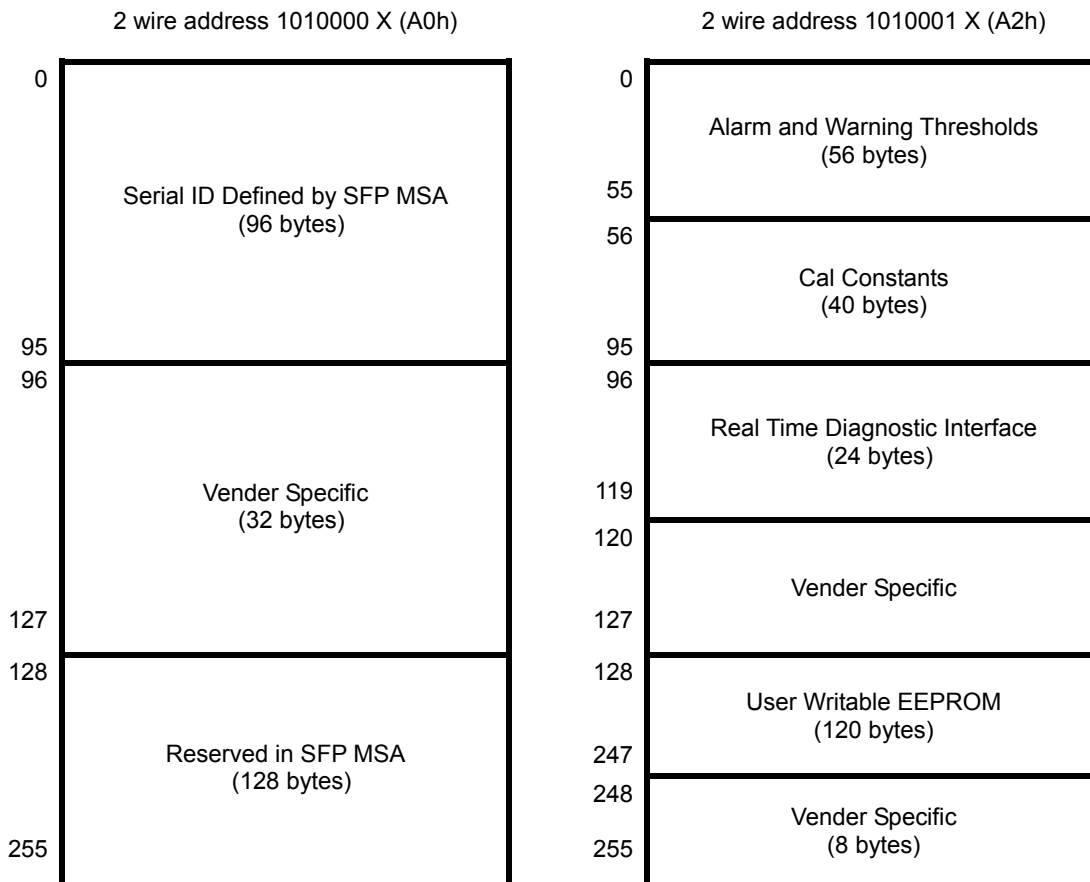 2 wire address 1010000 X (A0h)
0
Serial ID Defined by SFP MSA
(96 bytes)
95
96
Vender Specific
(32 bytes)
127
128
Reserved in SFP MSA
(128 bytes)
255
2 wire address 1010001 X (A2h)
0
Alarm and Warning Thresholds
(56 bytes)
55
56
Cal Constants
(40 bytes)
95
96
Real Time Diagnostic Interface
(24 bytes)
119
120
Vender Specific
127
128
User Writable EEPROM
(120 bytes)
247
248
Vender Specific
(8 bytes)
255